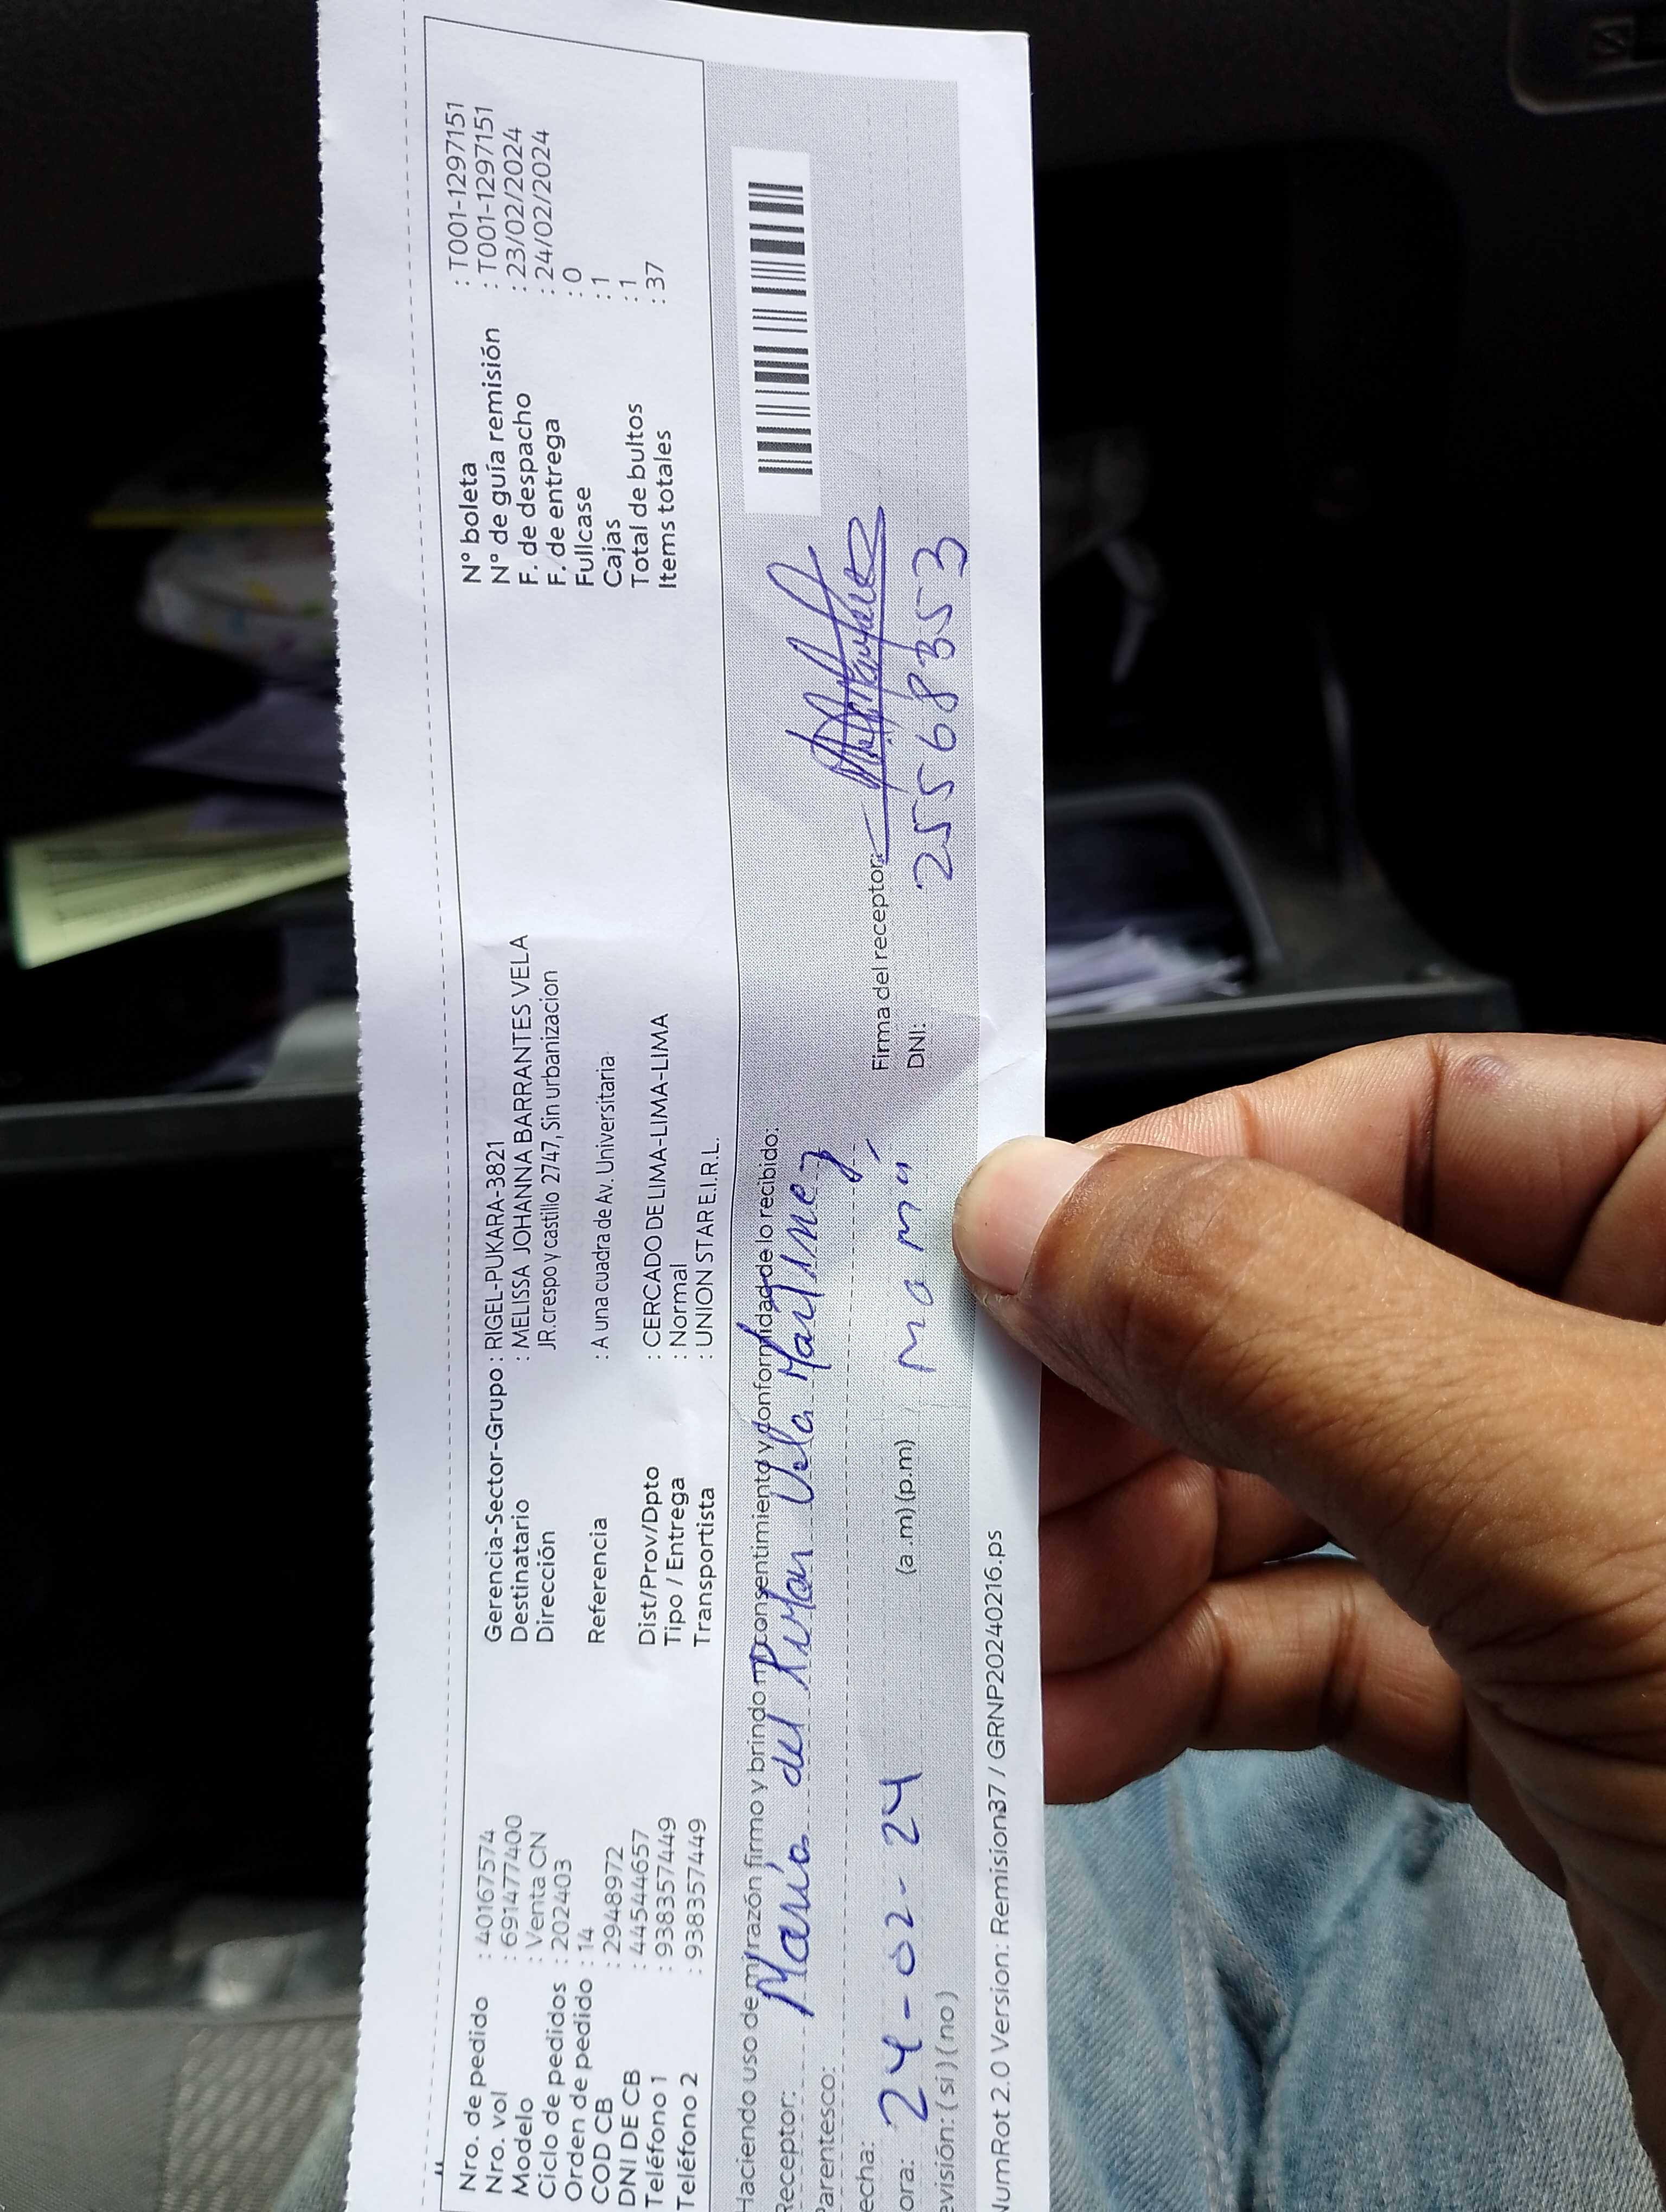 Nro. de pedido : 40167574
Nro. vol : 691477400
Modelo : Venta CN
Ciclo de pedidos : 202403
Orden de pedido : 14
COD CB : 2948972
DNI DE CB : 44544657
Teléfono 1 : 938357449
Teléfono 2 : 938357449
Gerencia-Sector-Grupo : RIGEL-PUKARA-3821
Destinatario : MELISSA JOHANNA BARRANTES VELA
Dirección JR.crespo y castillo 2747, Sin urbanizacion
Referencia : A una cuadra de Av. Universitaria
Dist/Prov/Dpto : CERCADO DE LIMA-LIMA-LIMA
Tipo / Entrega : Normal
Transportista : UNION STAR E.I.R.L.
N° boleta : T001-1297151
N° de guía remisión : T001-1297151
F. de despacho : 23/02/2024
F. de entrega : 24/02/2024
Fullcase : 0
Cajas : 1
Total de bultos : 1
Items totales : 37
Haciendo uso de mi razón firmo y brindo mi consentimiento y conformidad de lo recibido:
Receptor: María del Pilar Vela Martinez
Parentesco:
echa: 24-02-24
ora: (a.m) (p.m) mamá
evisión: (si) (no)
Firma del receptor:
DNI: 25568353
NumRot 2.0 Version: Remision37 / GRNP20240216.ps